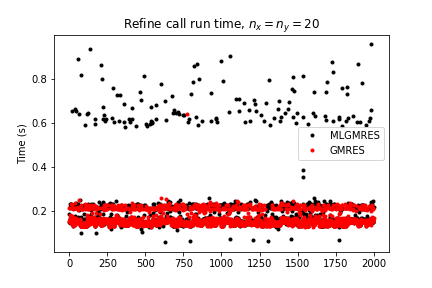 Refine call run time, $n_x = n_y = 20$
Time (s)
0.8
0.6
0.4
0.2
MLGMRES
GMRES
0 250 500 750 1000 1250 1500 1750 2000